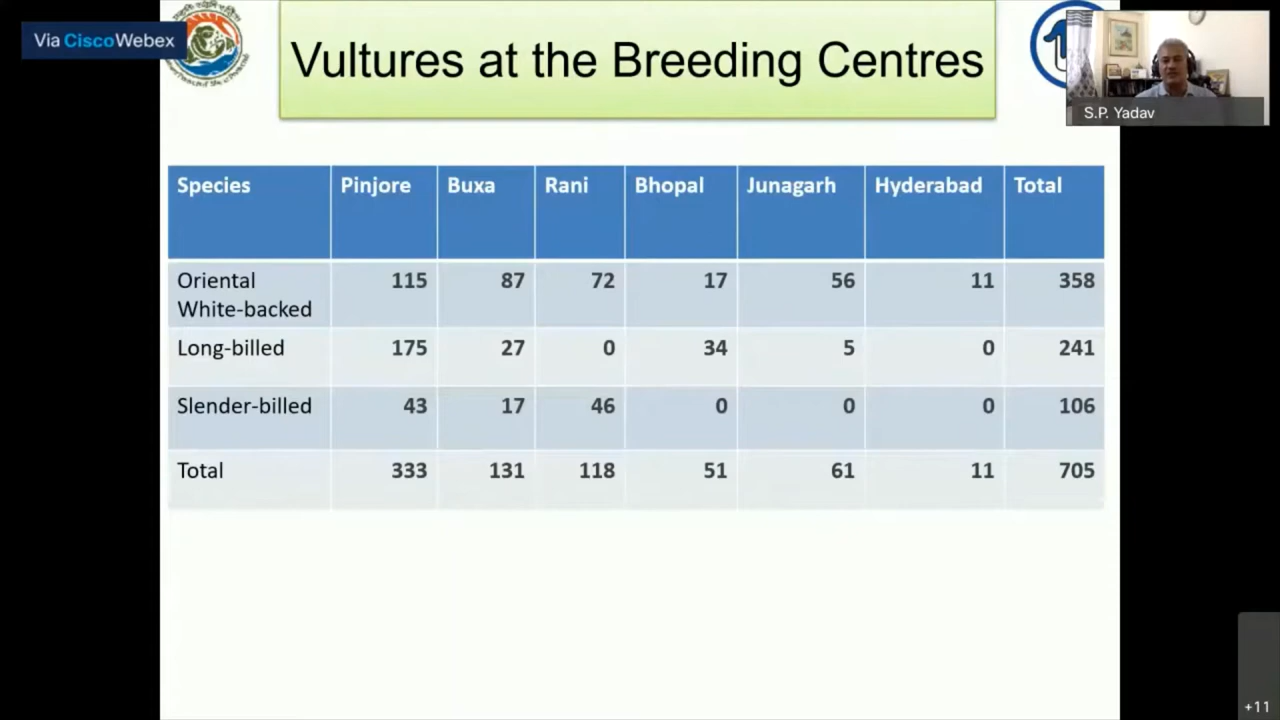 Via CiscoWebex
Vultures at the Breeding Centres
S.P. Yadav
Species Pinjore Buxa Rani Bhopal Junagarh Hyderabad Total
Oriental 115 87 72 17 56 11 358
White-backed
Long-billed 175 27 0 34 5 0 241
Slender-billed 43 17 46 0 0 0 106
Total 333 131 118 51 61 11 705
+11